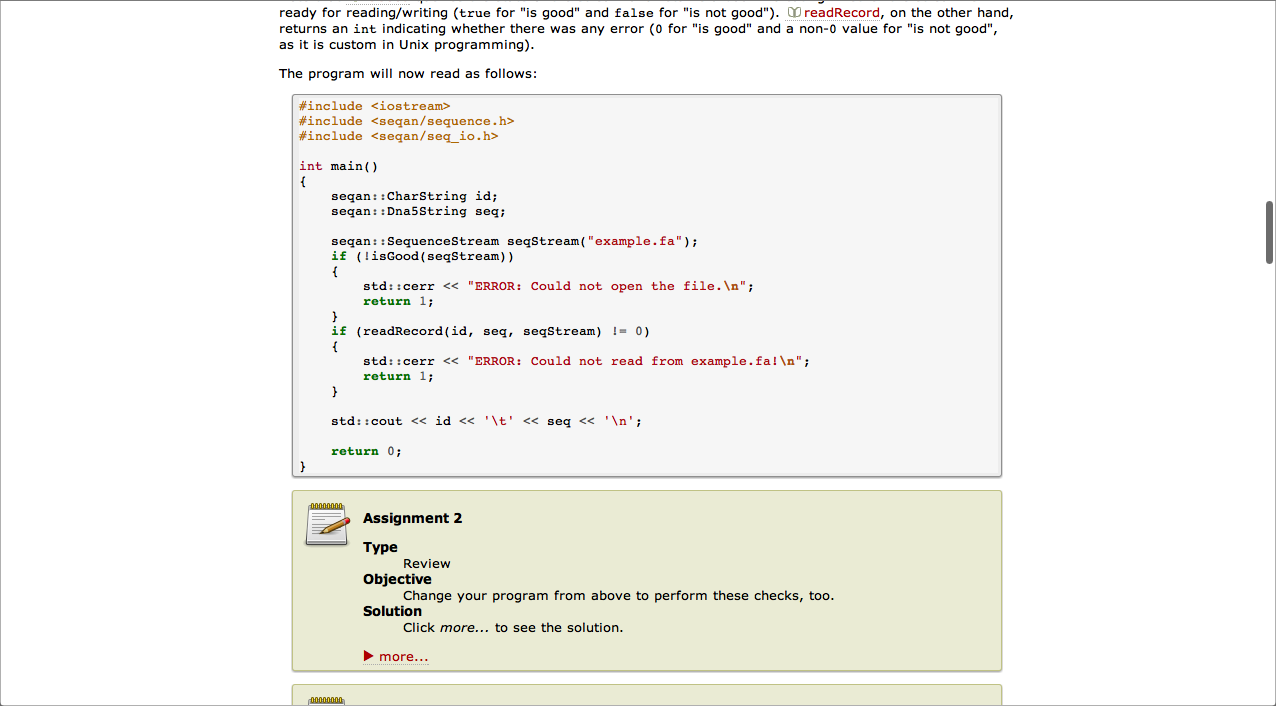 ready for reading/writing (true for "is good" and false for "is not good"). readRecord, on the other hand,
returns an int indicating whether there was any error (0 for "is good" and a non-0 value for "is not good",
as it is custom in Unix programming).
The program will now read as follows:
#include <iostream>
#include <seqan/sequence.h>
#include <seqan/seq_io.h>
int main()
{
    seqan::CharString id;
    seqan::Dna5String seq;
    seqan::SequenceStream seqStream("example.fa");
    if (!isGood(seqStream))
    {
        std::cerr << "ERROR: Could not open the file.\n";
        return 1;
    }
    if (readRecord(id, seq, seqStream) != 0)
    {
        std::cerr << "ERROR: Could not read from example.fa!\n";
        return 1;
    }
    std::cout << id << '\t' << seq << '\n';
    return 0;
}
Assignment 2
Type
Review
Objective
Change your program from above to perform these checks, too.
Solution
Click more... to see the solution.
more...